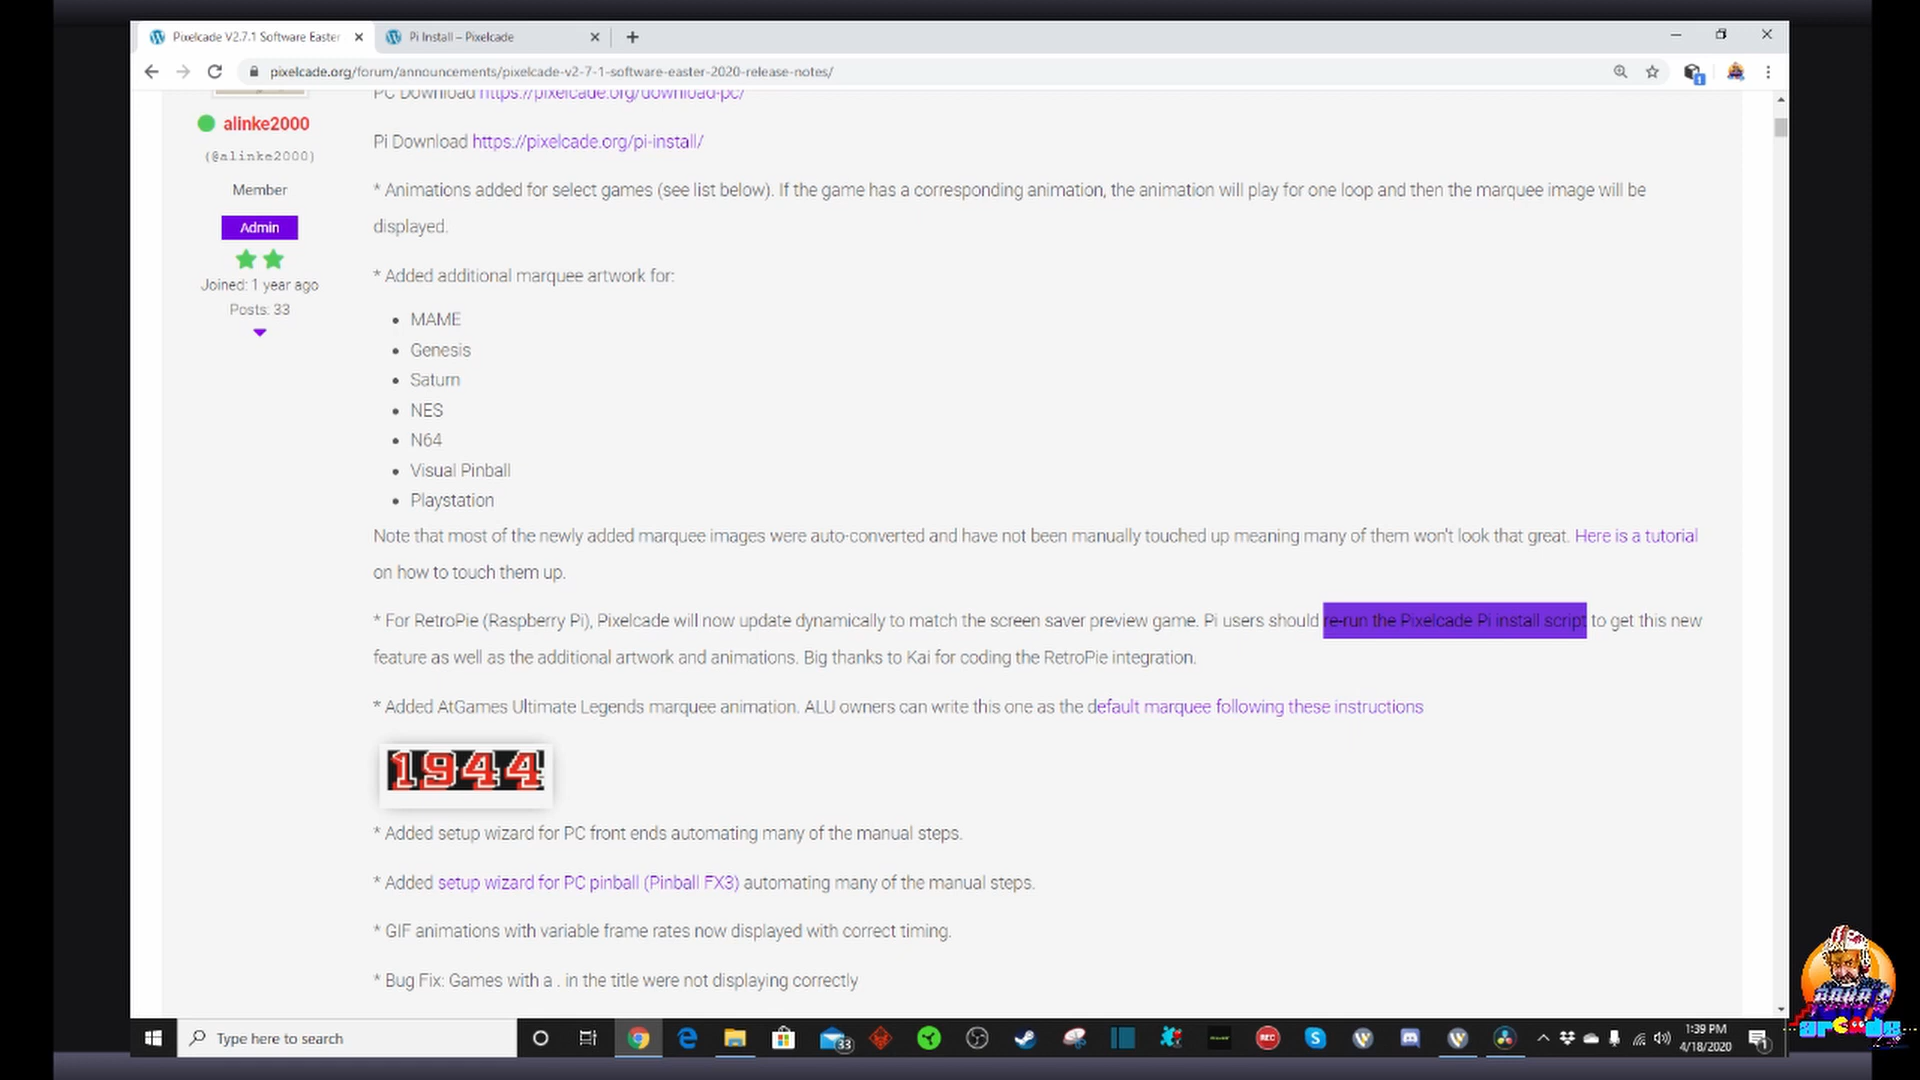 Pixelcade V2.7.1 Software Easter
Pi Install – Pixelcade
pixelcade.org/forum/announcements/pixelcade-v2-7-1-software-easter-2020-release-notes/
PC Download https://pixelcade.org/download-pc/
alinke2000
(@alinke2000)
Member
Admin
Joined: 1 year ago
Posts: 33
Pi Download https://pixelcade.org/pi-install/
* Animations added for select games (see list below). If the game has a corresponding animation, the animation will play for one loop and then the marquee image will be
displayed.
* Added additional marquee artwork for:
• MAME
• Genesis
• Saturn
• NES
• N64
• Visual Pinball
• Playstation
Note that most of the newly added marquee images were auto-converted and have not been manually touched up meaning many of them won't look that great. Here is a tutorial
on how to touch them up.
* For RetroPie (Raspberry Pi), Pixelcade will now update dynamically to match the screen saver preview game. Pi users should re-run the Pixelcade Pi install script to get this new
feature as well as the additional artwork and animations. Big thanks to Kai for coding the RetroPie integration.
* Added AtGames Ultimate Legends marquee animation. ALU owners can write this one as the default marquee following these instructions
1944
* Added setup wizard for PC front ends automating many of the manual steps.
* Added setup wizard for PC pinball (Pinball FX3) automating many of the manual steps.
* GIF animations with variable frame rates now displayed with correct timing.
* Bug Fix: Games with a . in the title were not displaying correctly
Type here to search
33
REC
1:39 PM
4/18/2020
1
arcade